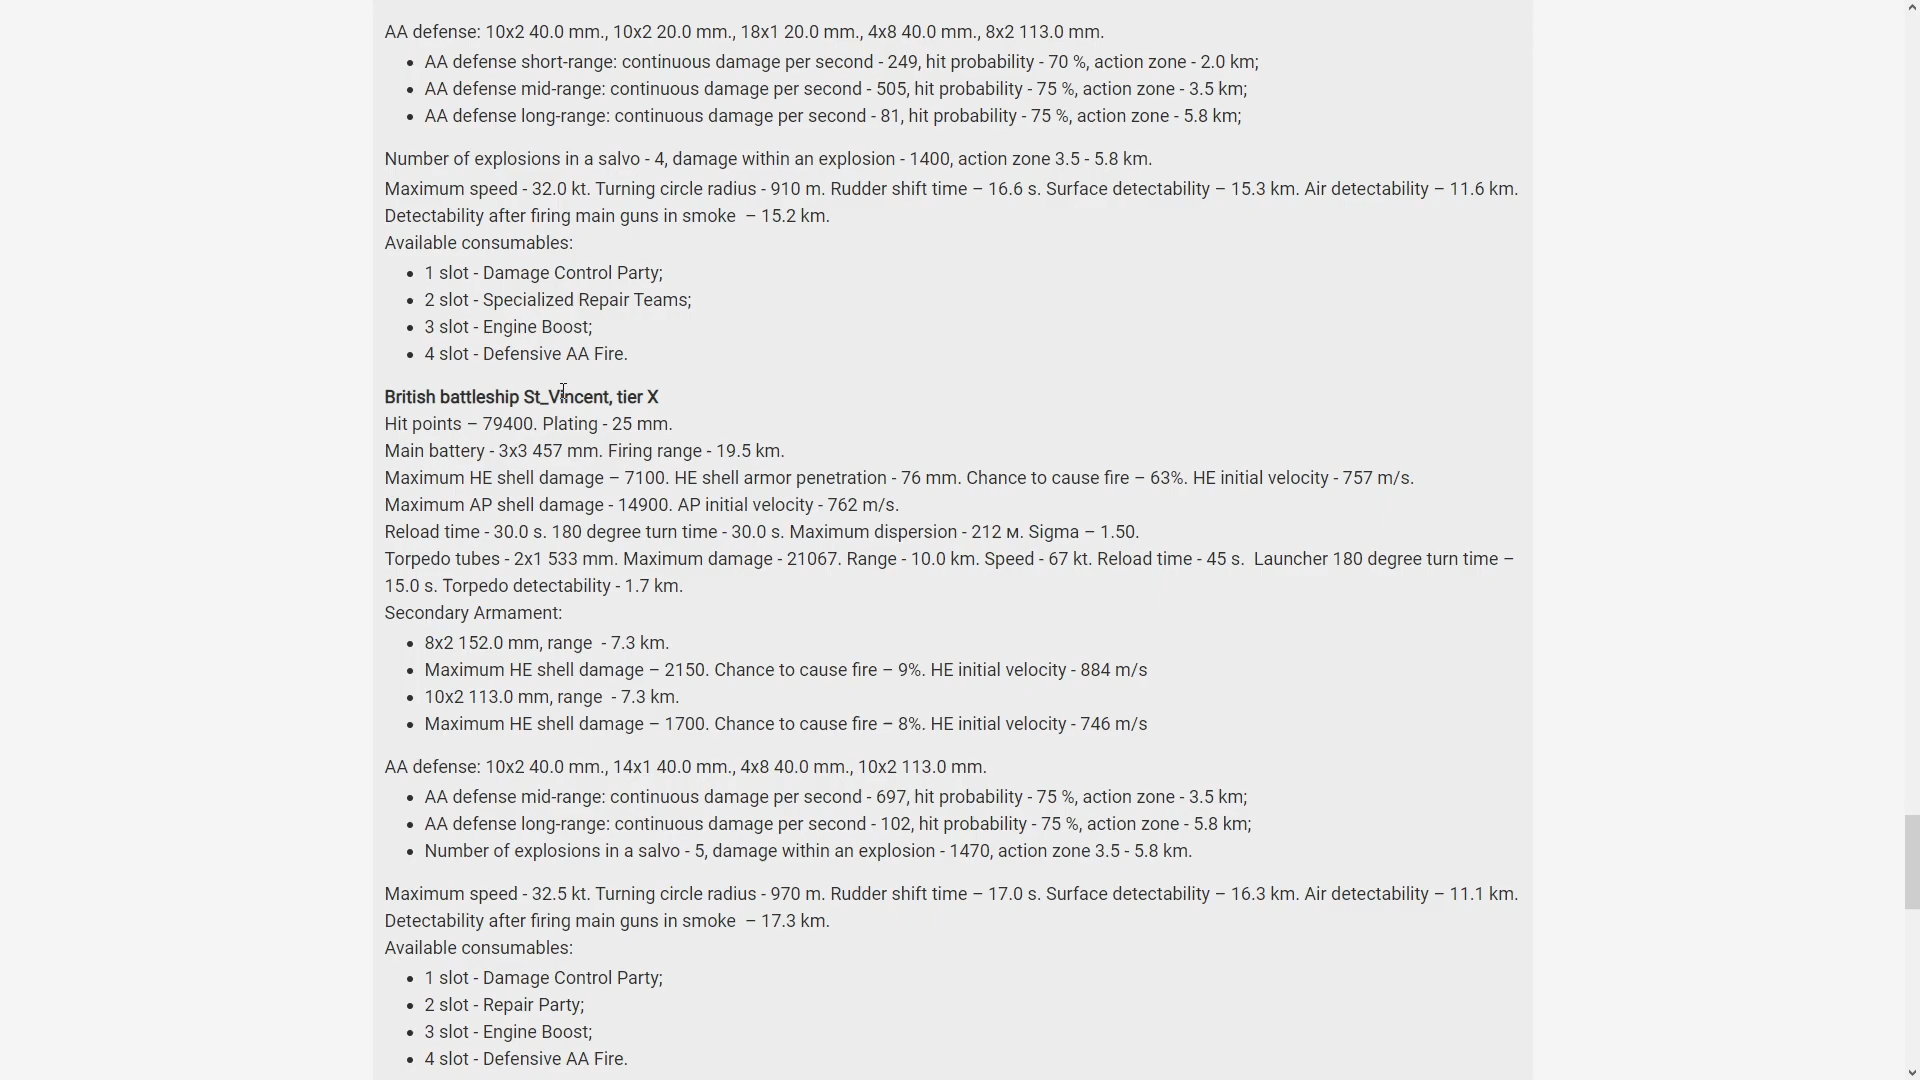 AA defense: 10x2 40.0 mm., 10x2 20.0 mm., 18x1 20.0 mm., 4x8 40.0 mm., 8x2 113.0 mm.
• AA defense short-range: continuous damage per second - 249, hit probability - 70 %, action zone - 2.0 km;
• AA defense mid-range: continuous damage per second - 505, hit probability - 75 %, action zone - 3.5 km;
• AA defense long-range: continuous damage per second - 81, hit probability - 75 %, action zone - 5.8 km;
Number of explosions in a salvo - 4, damage within an explosion - 1400, action zone 3.5 - 5.8 km.
Maximum speed - 32.0 kt. Turning circle radius - 910 m. Rudder shift time – 16.6 s. Surface detectability – 15.3 km. Air detectability – 11.6 km.
Detectability after firing main guns in smoke – 15.2 km.
Available consumables:
• 1 slot - Damage Control Party;
• 2 slot - Specialized Repair Teams;
• 3 slot - Engine Boost;
• 4 slot - Defensive AA Fire.
British battleship St_Vincent, tier X
Hit points – 79400. Plating - 25 mm.
Main battery - 3x3 457 mm. Firing range - 19.5 km.
Maximum HE shell damage – 7100. HE shell armor penetration - 76 mm. Chance to cause fire – 63%. HE initial velocity - 757 m/s.
Maximum AP shell damage - 14900. AP initial velocity - 762 m/s.
Reload time - 30.0 s. 180 degree turn time - 30.0 s. Maximum dispersion - 212 м. Sigma – 1.50.
Torpedo tubes - 2x1 533 mm. Maximum damage - 21067. Range - 10.0 km. Speed - 67 kt. Reload time - 45 s. Launcher 180 degree turn time –
15.0 s. Torpedo detectability - 1.7 km.
Secondary Armament:
• 8x2 152.0 mm, range - 7.3 km.
• Maximum HE shell damage – 2150. Chance to cause fire – 9%. HE initial velocity - 884 m/s
• 10x2 113.0 mm, range - 7.3 km.
• Maximum HE shell damage – 1700. Chance to cause fire – 8%. HE initial velocity - 746 m/s
AA defense: 10x2 40.0 mm., 14x1 40.0 mm., 4x8 40.0 mm., 10x2 113.0 mm.
• AA defense mid-range: continuous damage per second - 697, hit probability - 75 %, action zone - 3.5 km;
• AA defense long-range: continuous damage per second - 102, hit probability - 75 %, action zone - 5.8 km;
• Number of explosions in a salvo - 5, damage within an explosion - 1470, action zone 3.5 - 5.8 km.
Maximum speed - 32.5 kt. Turning circle radius - 970 m. Rudder shift time – 17.0 s. Surface detectability – 16.3 km. Air detectability – 11.1 km.
Detectability after firing main guns in smoke – 17.3 km.
Available consumables:
• 1 slot - Damage Control Party;
• 2 slot - Repair Party;
• 3 slot - Engine Boost;
• 4 slot - Defensive AA Fire.